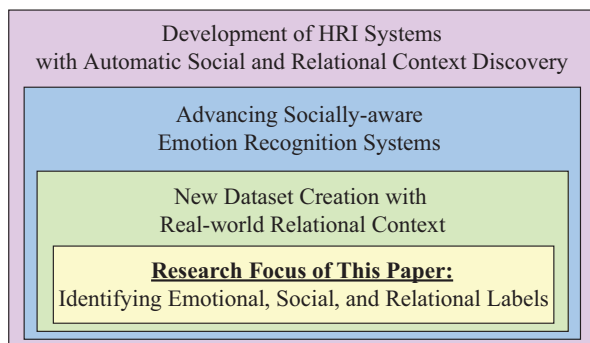 Development of HRI Systems
with Automatic Social and Relational Context Discovery
Advancing Socially-aware
Emotion Recognition Systems
New Dataset Creation with
Real-world Relational Context
Research Focus of This Paper:
Identifying Emotional, Social, and Relational Labels